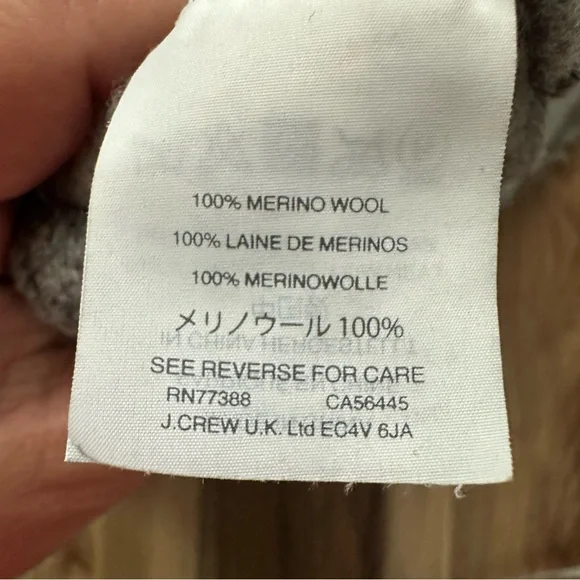 100% MERINO WOOL
100% LAINE DE MERINOS
100% MERINOWOLLE
メリノウール 100%
SEE REVERSE FOR CARE
RN77388 CA56445
J.CREW U.K. Ltd EC4V 6JA